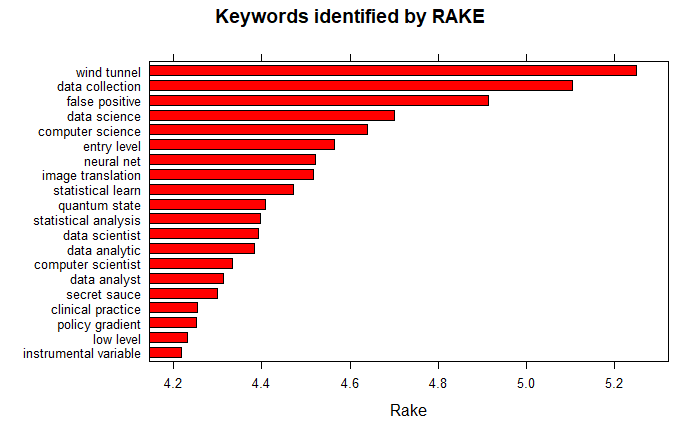 Keywords identified by RAKE
wind tunnel
data collection
false positive
data science
computer science
entry level
neural net
image translation
statistical learn
quantum state
statistical analysis
data scientist
data analytic
computer scientist
data analyst
secret sauce
clinical practice
policy gradient
low level
instrumental variable
4.2 4.4 4.6 4.8 5.0 5.2
Rake